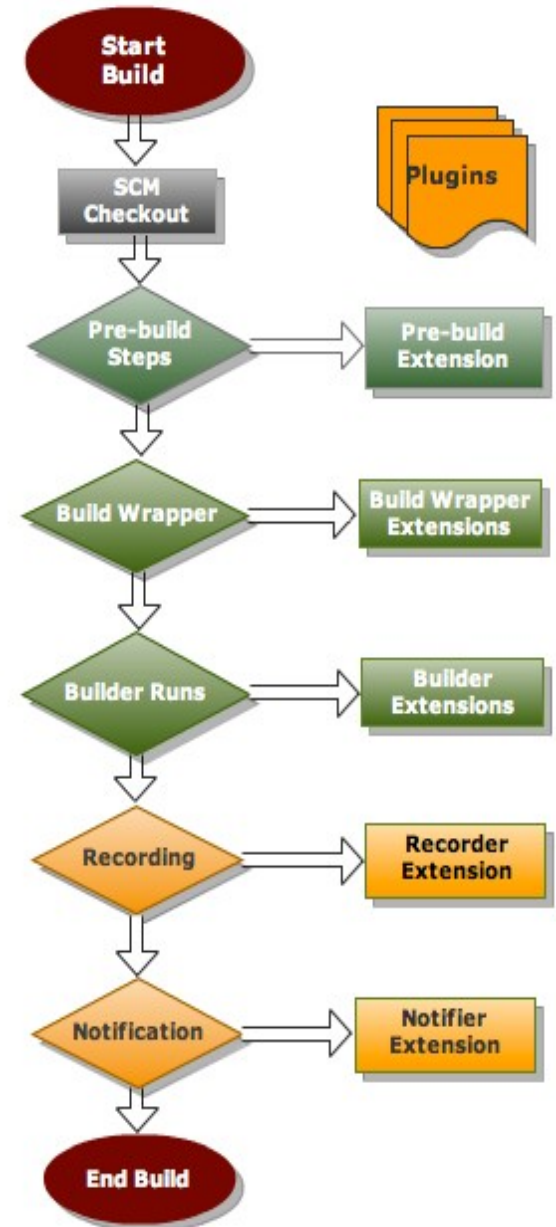 Start
Build
SCM
Checkout
Plugins
Pre-build
Steps
Pre-build
Extension
Build Wrapper
Build Wrapper
Extensions
Builder Runs
Builder
Extensions
Recording
Recorder
Extension
Notification
Notifier
Extension
End Build